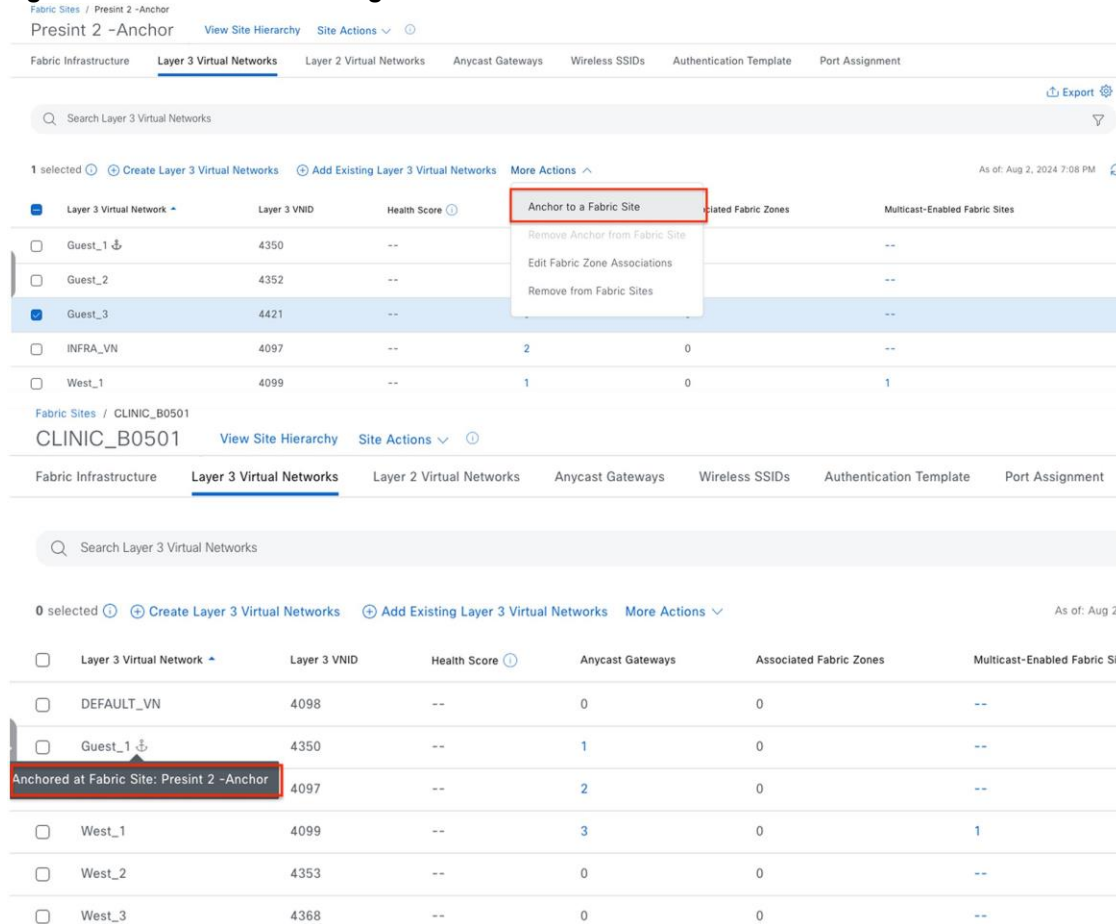 Fabric Sites / Presint 2 -Anchor
Presint 2 -Anchor View Site Hierarchy Site Actions
Fabric Infrastructure Layer 3 Virtual Networks Layer 2 Virtual Networks Anycast Gateways Wireless SSIDs Authentication Template Port Assignment
Export
Search Layer 3 Virtual Networks
1 selected Create Layer 3 Virtual Networks Add Existing Layer 3 Virtual Networks More Actions As of: Aug 2, 2024 7:08 PM
Layer 3 Virtual Network Layer 3 VNID Health Score Anchor to a Fabric Site Fabric Zones Multicast-Enabled Fabric Sites
Remove Anchor from Fabric Site
Guest_1 4350 -- --
Edit Fabric Zone Associations
Guest_2 4352 -- --
Remove from Fabric Sites
Guest_3 4421 -- --
INFRA_VN 4097 -- 2 0 --
West_1 4099 -- 1 0 1
Fabric Sites / CLINIC_B0501
CLINIC_B0501 View Site Hierarchy Site Actions
Fabric Infrastructure Layer 3 Virtual Networks Layer 2 Virtual Networks Anycast Gateways Wireless SSIDs Authentication Template Port Assignment
Search Layer 3 Virtual Networks
0 selected Create Layer 3 Virtual Networks Add Existing Layer 3 Virtual Networks More Actions As of: Aug 2
Layer 3 Virtual Network Layer 3 VNID Health Score Anycast Gateways Associated Fabric Zones Multicast-Enabled Fabric Si
DEFAULT_VN 4098 -- 0 0 --
Guest_1 4350 -- 1 0 --
Anchored at Fabric Site: Presint 2 -Anchor 4097 -- 2 0 --
West_1 4099 -- 3 0 1
West_2 4353 -- 0 0 --
West_3 4368 -- 0 0 --